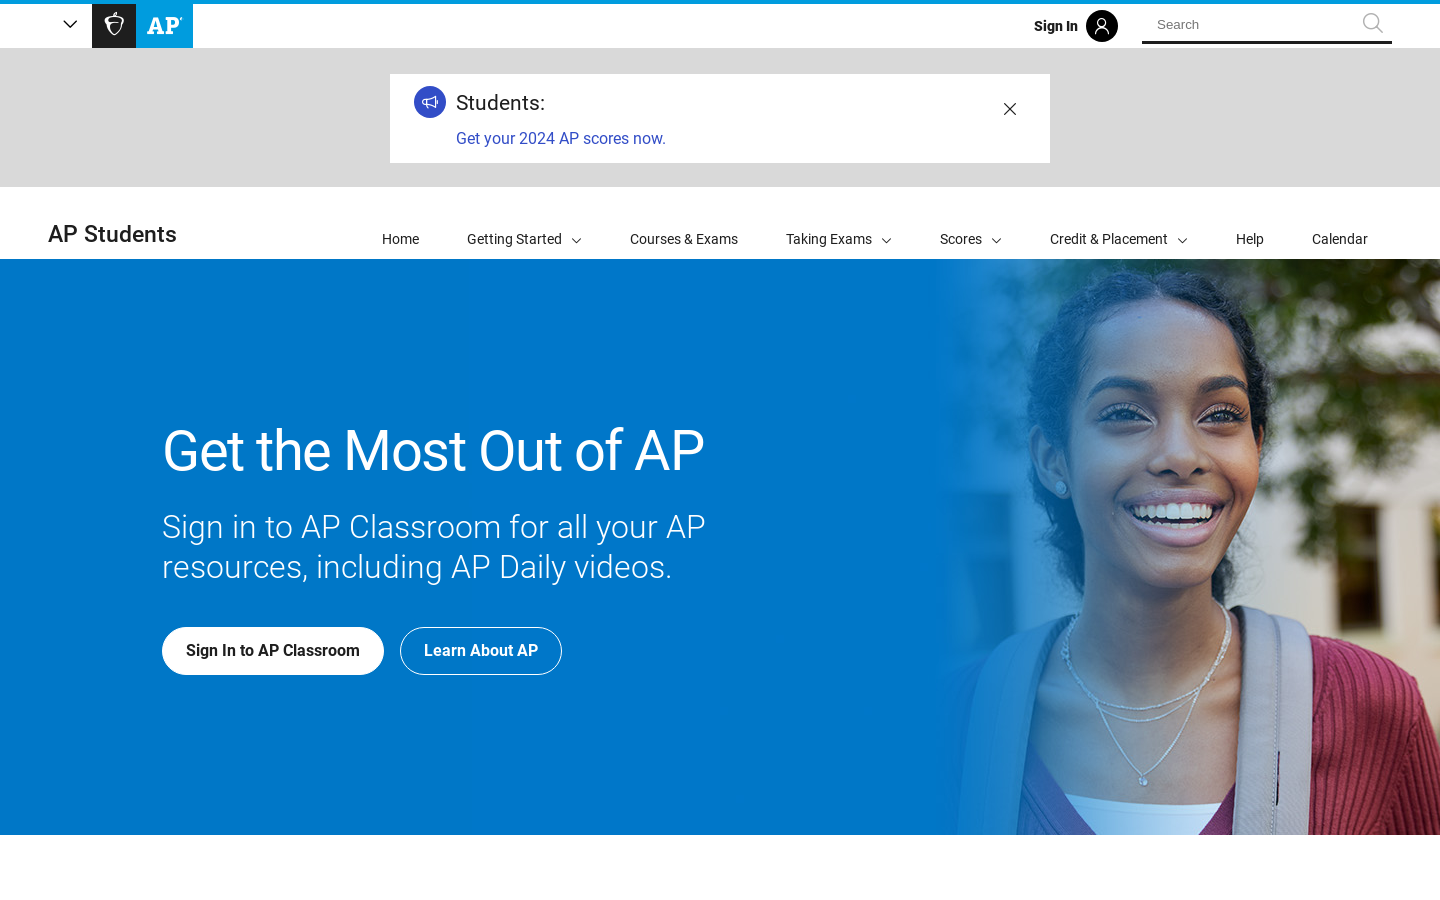 AP
Sign In
Search
Students:
Get your 2024 AP scores now.
AP Students
Home
Getting Started
Courses & Exams
Taking Exams
Scores
Credit & Placement
Help
Calendar
Get the Most Out of AP
Sign in to AP Classroom for all your AP
resources, including AP Daily videos.
Sign In to AP Classroom
Learn About AP